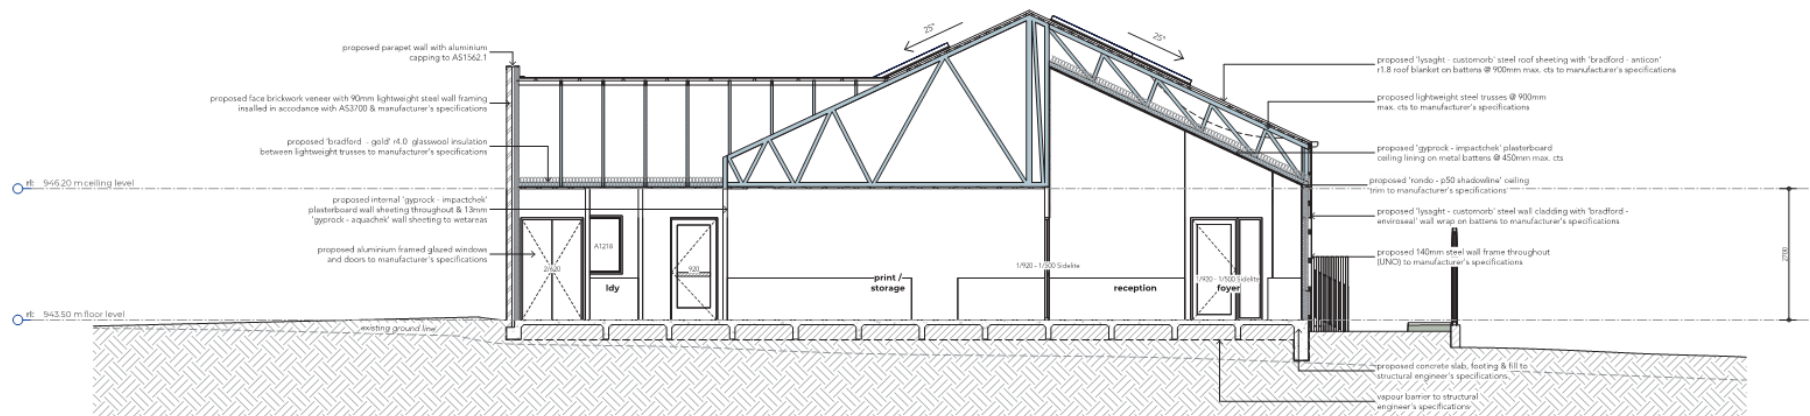 proposed parapet wall with aluminium
capping to AS1562.1
proposed face brickwork veneer with 90mm lightweight steel wall framing
insalled in accodance with AS3700 & manufacturer's specifications
proposed 'bradford - gold' r4.0 glasswool insulation
between lightweight trusses to manufacturer's specifications
rl: 946.20 m ceiling level
proposed internal 'gyprock - impactchek'
plasterboard wall sheeting throughout & 13mm
'gyprock - aquachek' wall sheeting to wetareas
proposed aluminium framed glazed windows
and doors to manufacturer's specifications
rl: 943.50 m floor level
existing ground line
25°
25°
2/620
A1218
ldy
920
print /
storage
1/920 - 1/500 Sidelite
reception
1/920 - 1/500 Sidelite
foyer
proposed 'lysaght - customorb' steel roof sheeting with 'bradford - anticon'
r1.8 roof blanket on battens @ 900mm max. cts to manufacturer's specifications
proposed lightweight steel trusses @ 900mm
max. cts to manufacturer's specifications
proposed 'gyprock - impactchek' plasterboard
ceiling lining on metal battens @ 450mm max. cts
proposed 'rondo - p50 shadowline' ceiling
trim to manufacturer's specifications
proposed 'lysaght - customorb' steel wall cladding with 'bradford -
enviroseal' wall wrap on battens to manufacturer's specifications
proposed 140mm steel wall frame throughout
(UNO) to manufacturer's specifications
2700
proposed concrete slab, footing & fill to
structural engineer's specifications
vapour barrier to structural
engineer's specifications